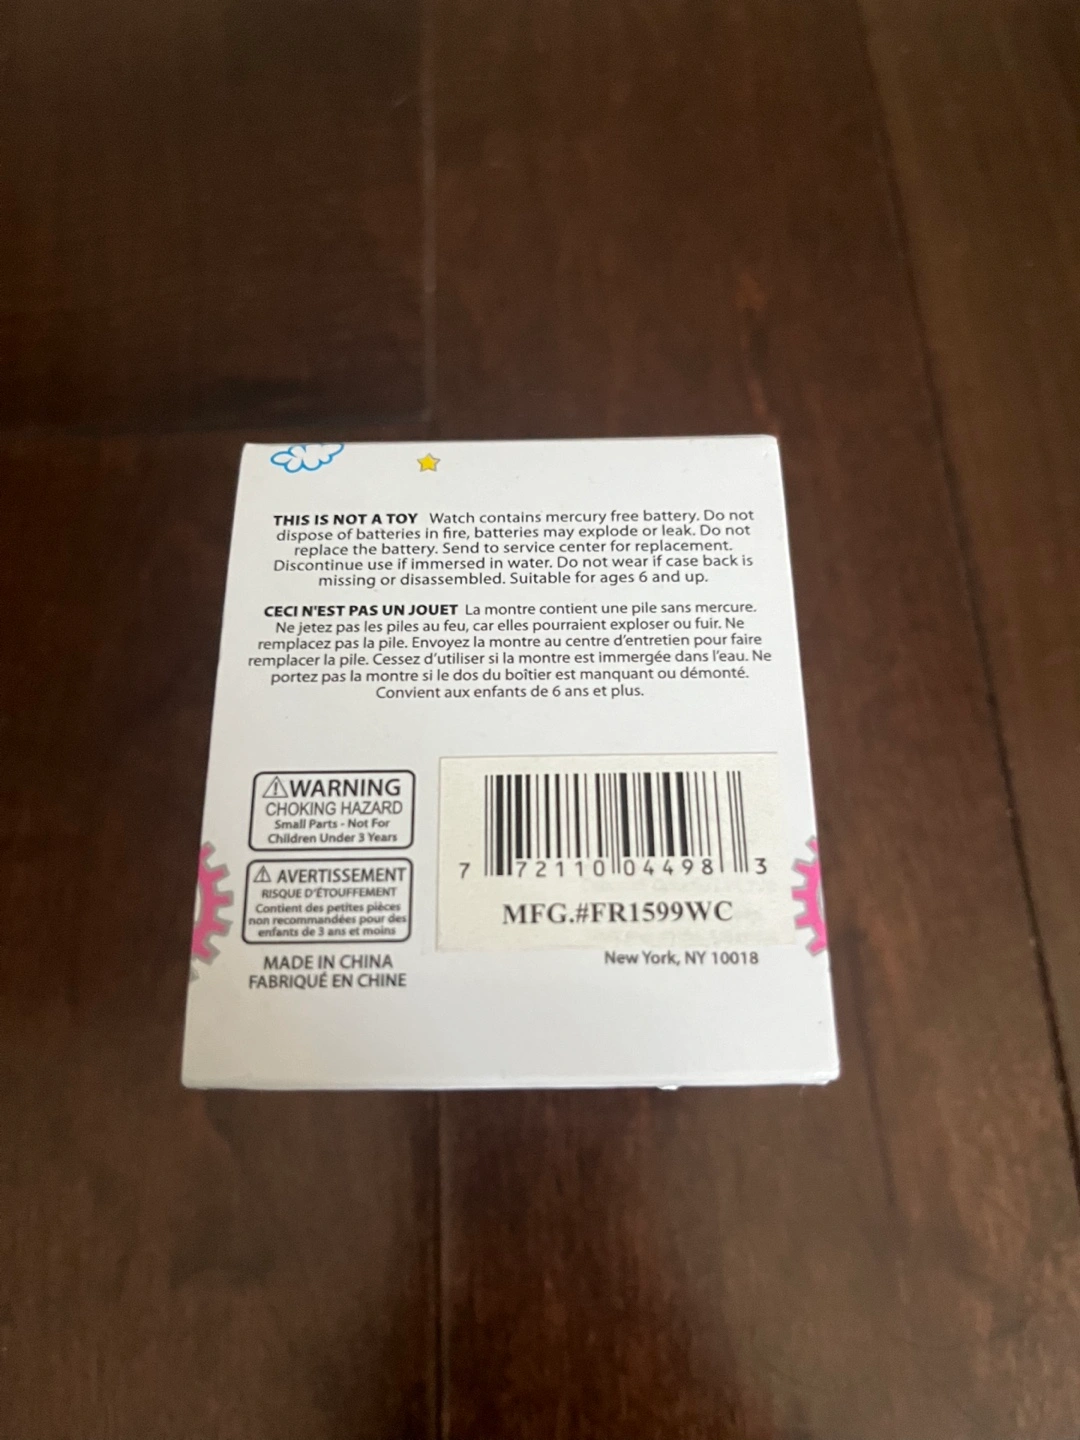 THIS IS NOT A TOY Watch contains mercury free battery. Do not
dispose of batteries in fire, batteries may explode or leak. Do not
replace the battery. Send to service center for replacement.
Discontinue use if immersed in water. Do not wear if case back is
missing or disassembled. Suitable for ages 6 and up.
CECI N'EST PAS UN JOUET La montre contient une pile sans mercure.
Ne jetez pas les piles au feu, car elles pourraient exploser ou fuir. Ne
remplacez pas la pile. Envoyez la montre au centre d'entretien pour faire
remplacer la pile. Cessez d'utiliser si la montre est immergée dans l'eau. Ne
portez pas la montre si le dos du boîtier est manquant ou démonté.
Convient aux enfants de 6 ans et plus.
WARNING
CHOKING HAZARD
Small Parts - Not For
Children Under 3 Years
AVERTISSEMENT
RISQUE D'ÉTOUFFEMENT
Contient des petites pièces
non recommandées pour des
enfants de 3 ans et moins
MADE IN CHINA
FABRIQUÉ EN CHINE
7 72110 04498 3
MFG.#FR1599WC
New York, NY 10018